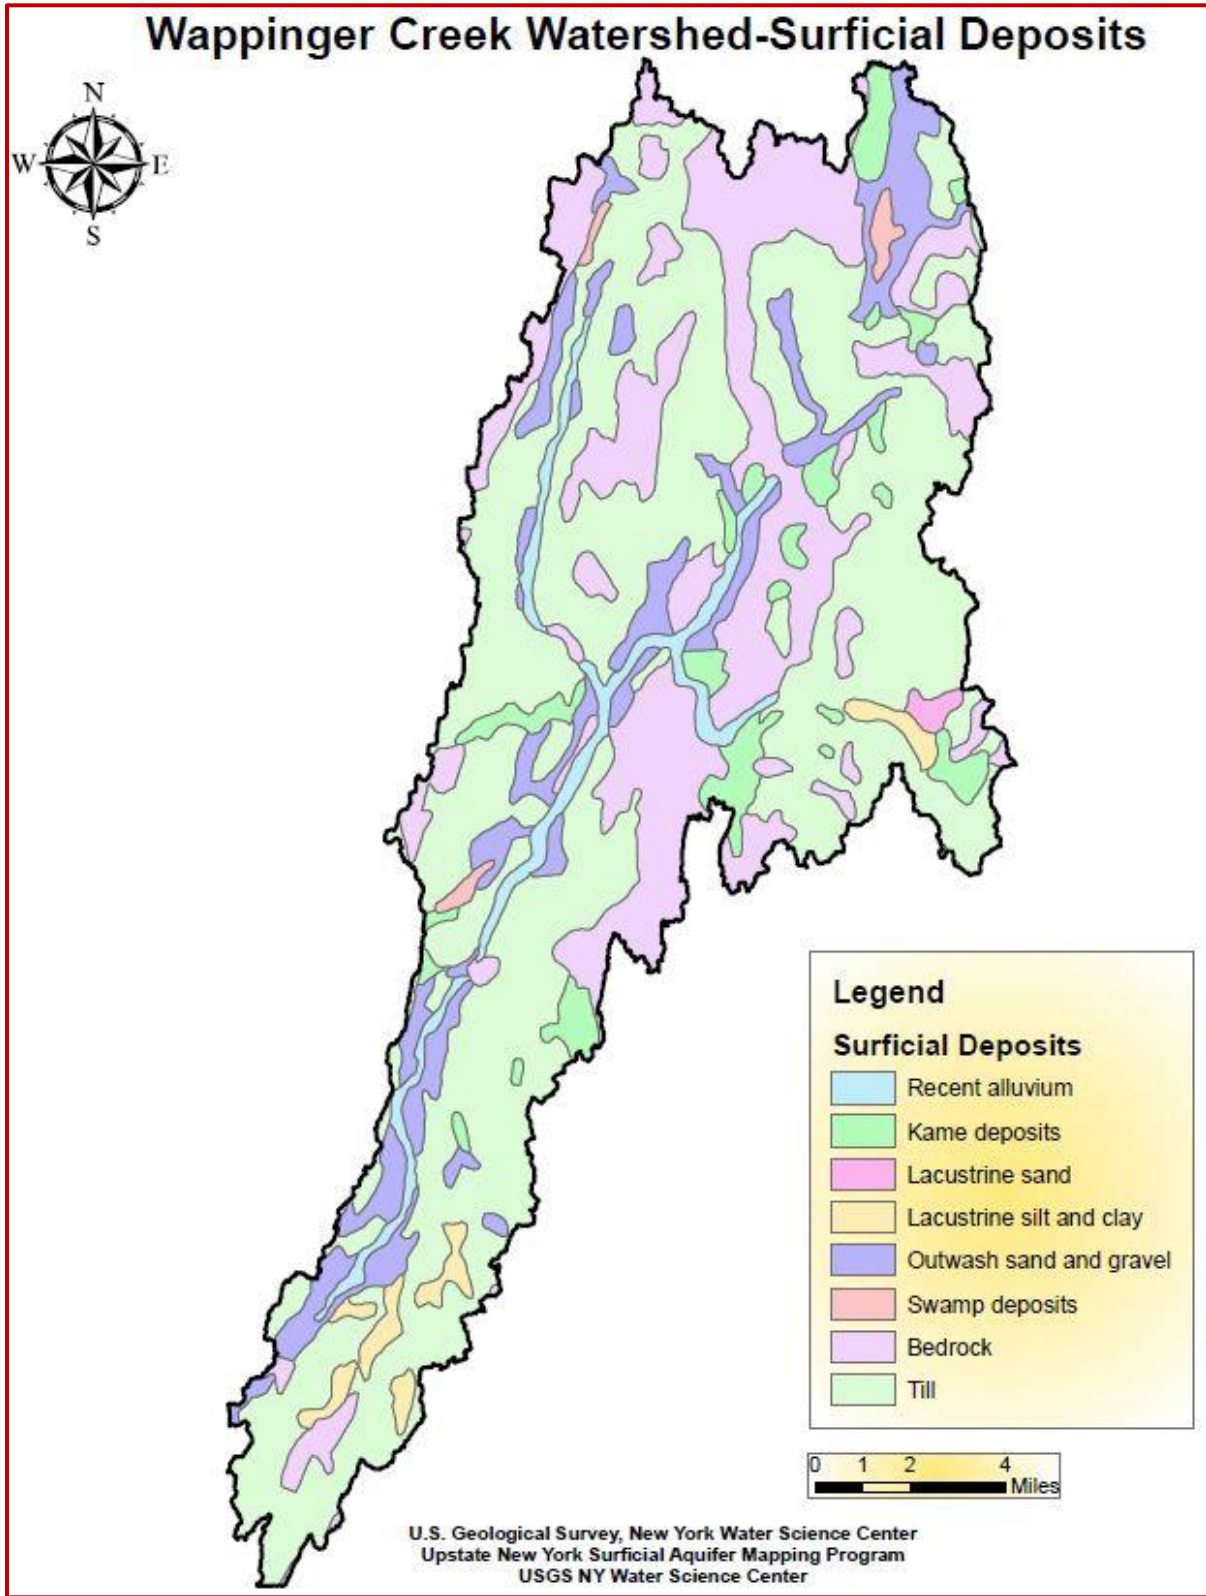 Wappinger Creek Watershed-Surficial Deposits
N
W E
S
Legend
Surficial Deposits
Recent alluvium
Kame deposits
Lacustrine sand
Lacustrine silt and clay
Outwash sand and gravel
Swamp deposits
Bedrock
Till
0 1 2 4
Miles
U.S. Geological Survey, New York Water Science Center
Upstate New York Surficial Aquifer Mapping Program
USGS NY Water Science Center